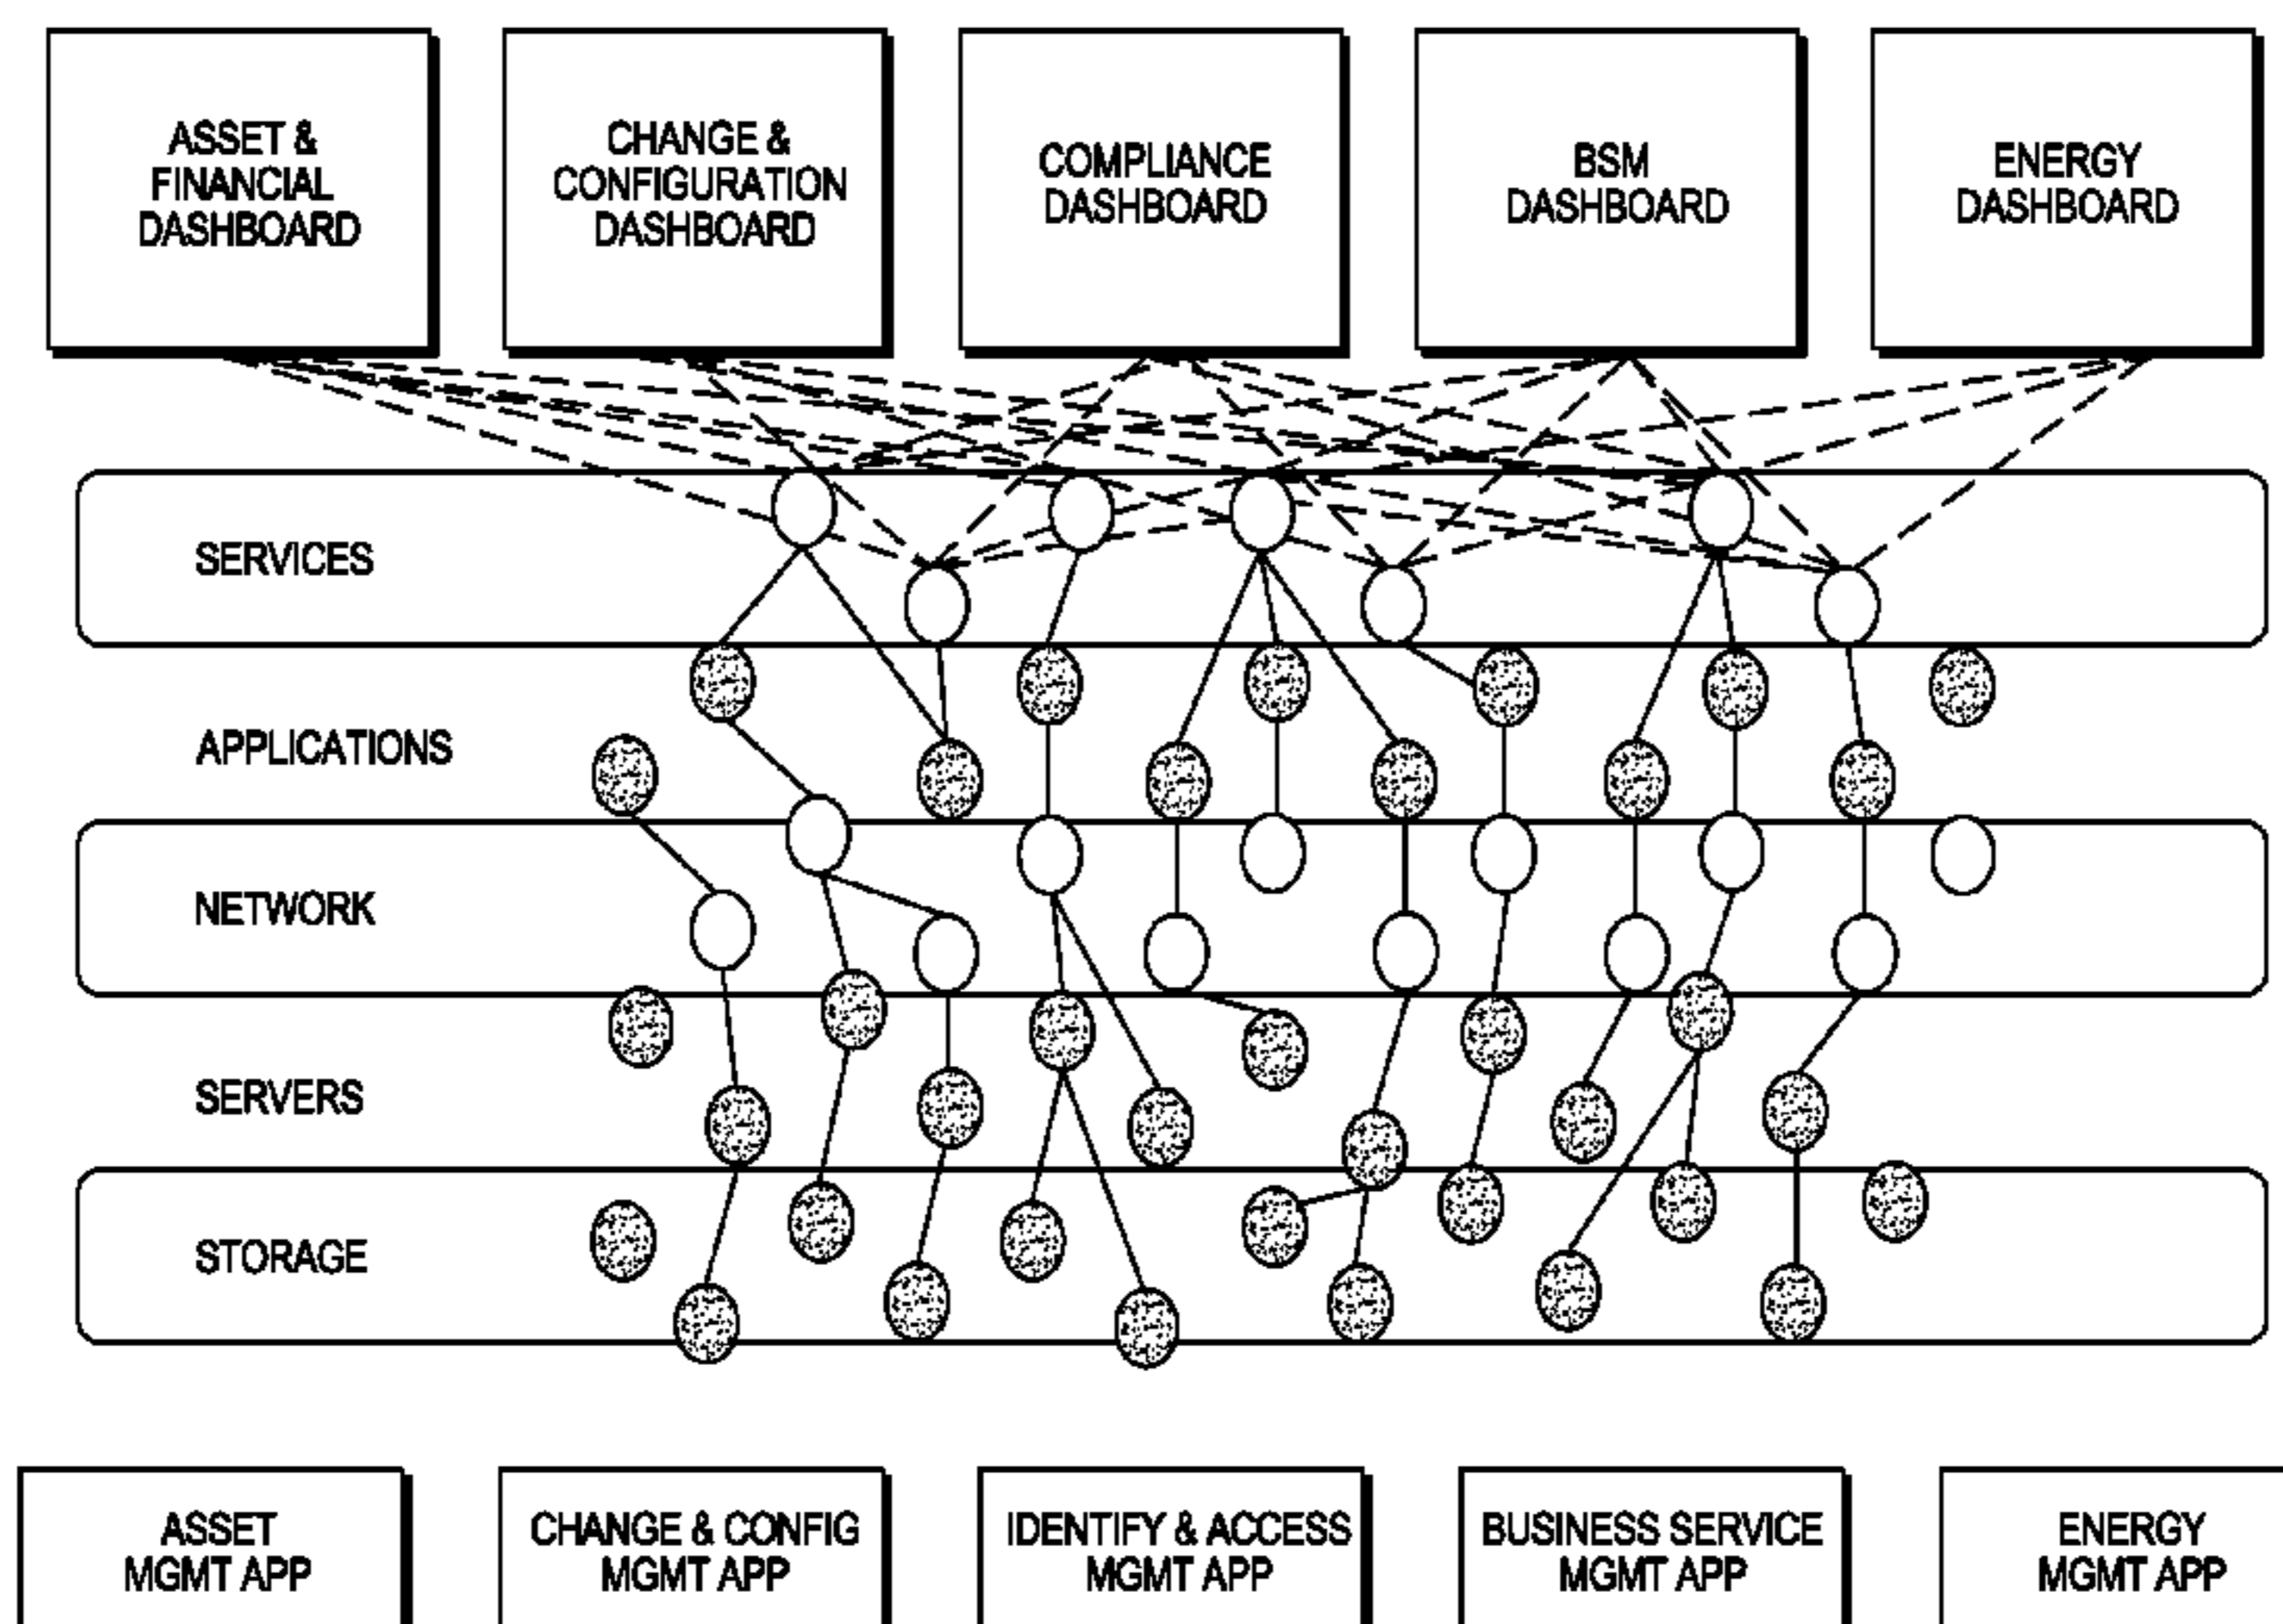 ASSET &
FINANCIAL
DASHBOARD
CHANGE &
CONFIGURATION
DASHBOARD
COMPLIANCE
DASHBOARD
BSM
DASHBOARD
ENERGY
DASHBOARD
SERVICES
APPLICATIONS
NETWORK
SERVERS
STORAGE
ASSET
MGMT APP
CHANGE & CONFIG
MGMT APP
IDENTIFY & ACCESS
MGMT APP
BUSINESS SERVICE
MGMT APP
ENERGY
MGMT APP